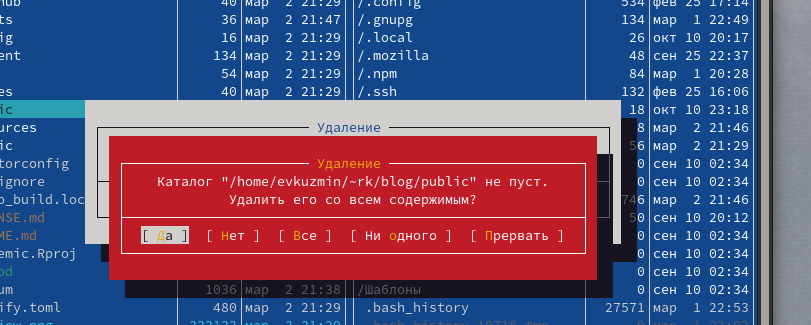 hub 40 мар 2 21:29 /.config 534 фев 25 17:14
ts 36 мар 2 21:47 /.gnupg 134 мар 1 22:49
ig 16 мар 2 21:29 /.local 26 окт 10 20:17
ent 134 мар 2 21:29 /.mozilla 48 сен 25 22:37
54 мар 2 21:29 /.npm 84 мар 1 20:28
es 40 мар 2 21:29 /.ssh 132 фев 25 16:06
ic 18 окт 10 23:18
urces Удаление 8 мар 2 21:46
ic 56 мар 2 21:29
torconfig Удаление 0 сен 10 02:34
ignore Каталог "/home/evkuzmin/~rk/blog/public" не пуст. 0 сен 10 02:34
o_build.loc Удалить его со всем содержимым? 746 мар 2 21:46
NSE.md 50 сен 10 20:12
ME.md [ Да ] [ Нет ] [ Все ] [ Ни одного ] [ Прервать ] 0 сен 10 02:34
emic.Rproj 0 сен 10 02:34
od 0 сен 10 02:34
um 1036 мар 2 21:38 /Шаблоны 0 сен 10 02:34
ify.toml 480 мар 2 21:29 .bash_history 27571 мар 1 22:53